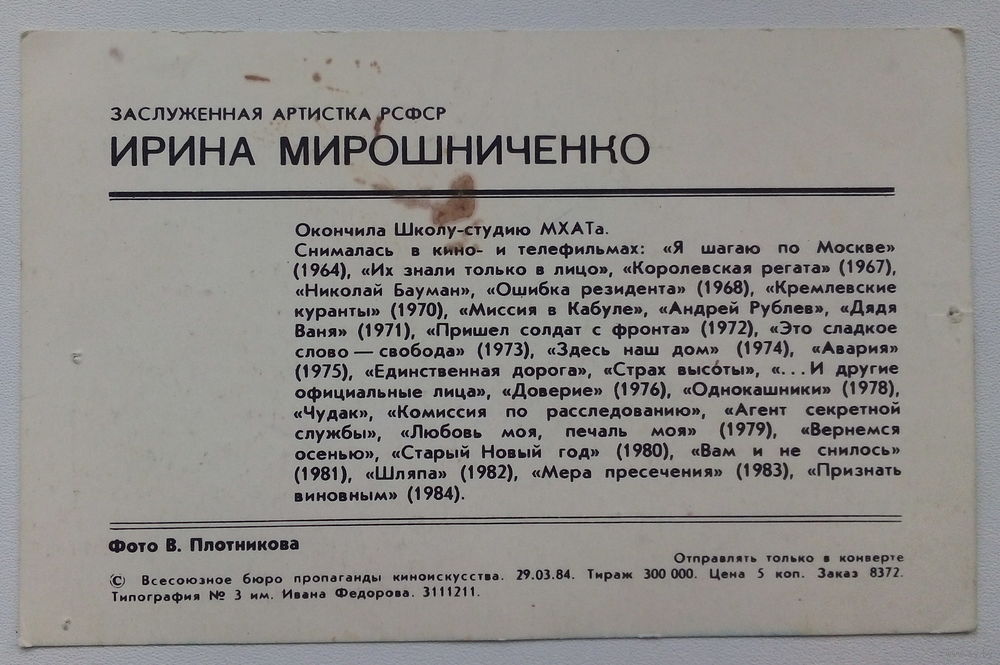 ЗАСЛУЖЕННАЯ АРТИСТКА РСФСР
ИРИНА МИРОШНИЧЕНКО
Окончила Школу-студию МХАТа.
Снималась в кино- и телефильмах: «Я шагаю по Москве»
(1964), «Их знали только в лицо», «Королевская регата» (1967),
«Николай Бауман», «Ошибка резидента» (1968), «Кремлевские
куранты» (1970), «Миссия в Кабуле», «Андрей Рублев», «Дядя
Ваня» (1971), «Пришел солдат с фронта» (1972), «Это сладкое
слово — свобода» (1973), «Здесь наш дом» (1974), «Авария»
(1975), «Единственная дорога», «Страх высоты», «...И другие
официальные лица», «Доверие» (1976), «Однокашники» (1978),
«Чудак», «Комиссия по расследованию», «Агент секретной
службы», «Любовь моя, печаль моя» (1979), «Вернемся
осенью», «Старый Новый год» (1980), «Вам и не снилось»
(1981), «Шляпа» (1982), «Мера пресечения» (1983), «Признать
виновным» (1984).
Фото В. Плотникова
Отправлять только в конверте
© Всесоюзное бюро пропаганды киноискусства. 29.03.84. Тираж 300 000. Цена 5 коп. Заказ 8372.
Типография № 3 им. Ивана Федорова. 3111211.